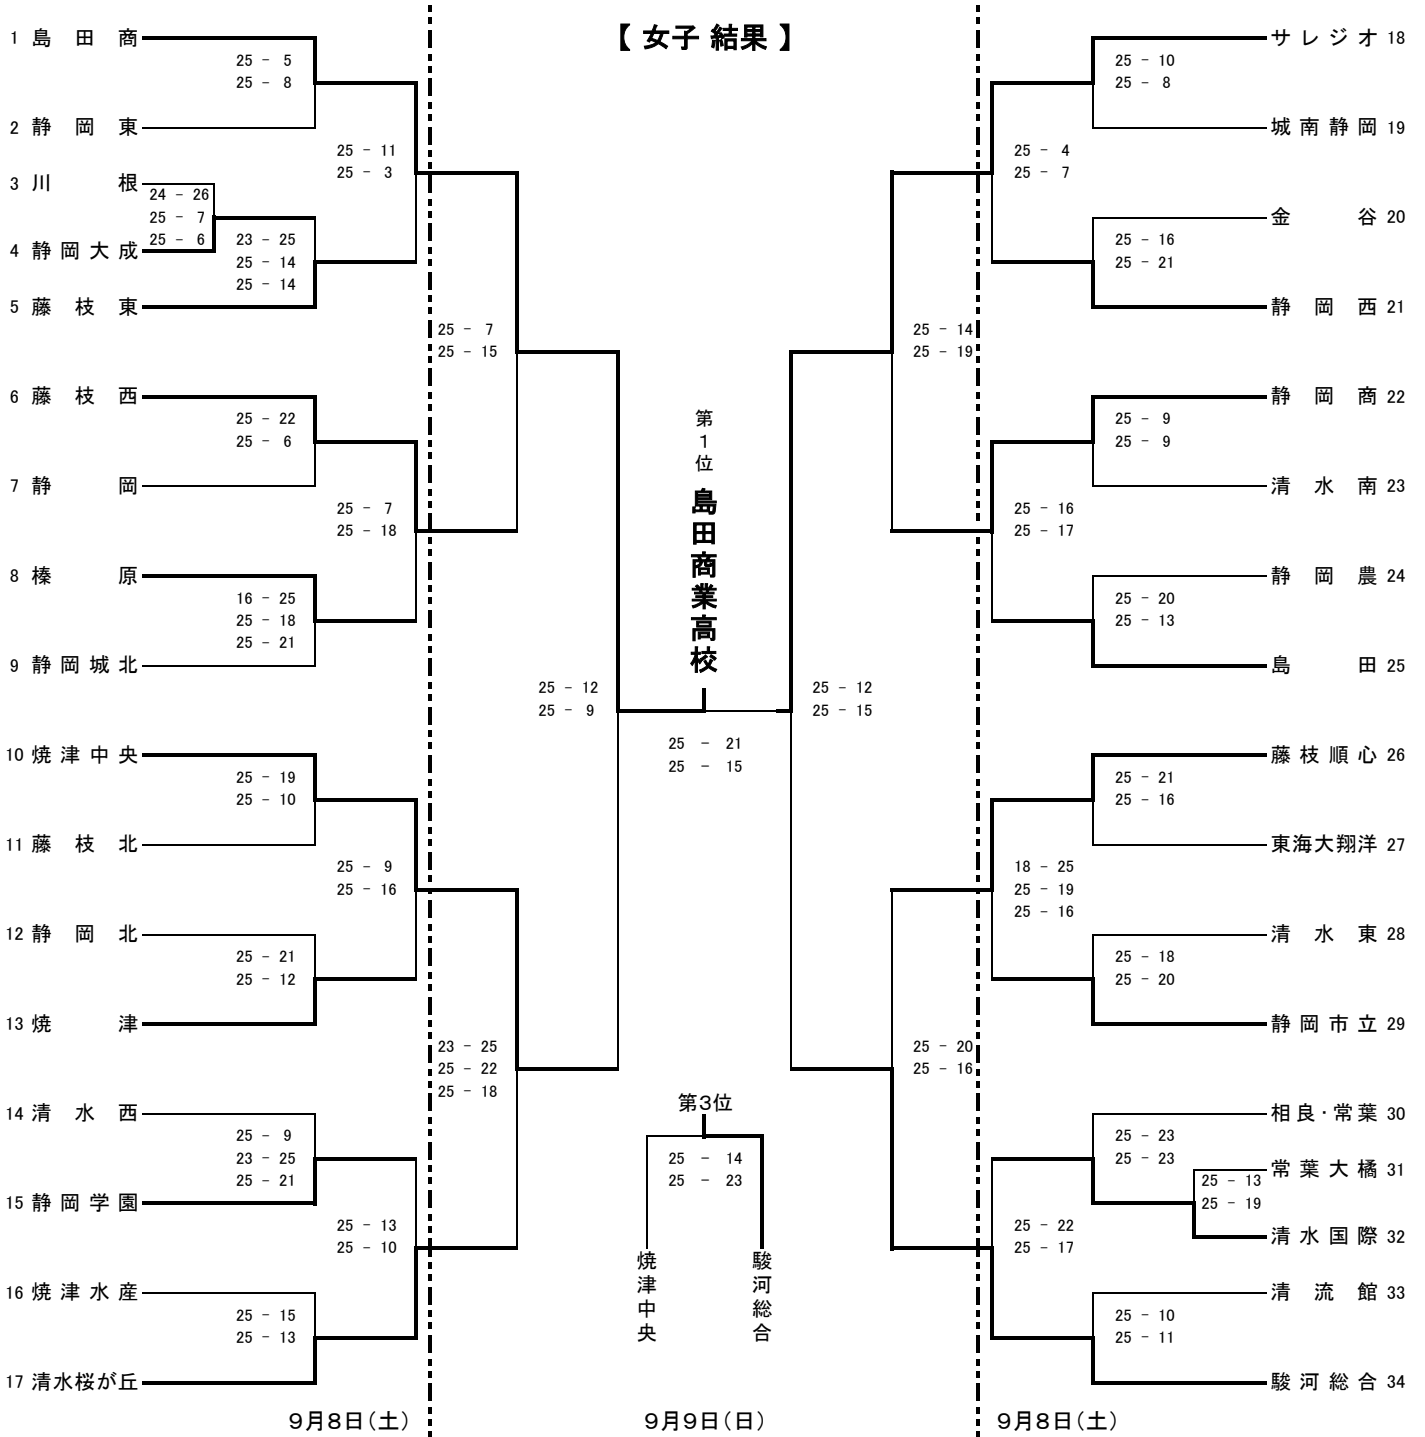 【 女子 結果 】
1 島田商
25 - 5
25 - 8
2 静岡東
25 - 11
25 - 3
3 川根
24 - 26
25 - 7
25 - 6
4 静岡大成
23 - 25
25 - 14
25 - 14
5 藤枝東
25 - 7
25 - 15
6 藤枝西
25 - 22
25 - 6
7 静岡
25 - 7
25 - 18
8 榛原
16 - 25
25 - 18
25 - 21
9 静岡城北
25 - 12
25 - 9
10 焼津中央
25 - 19
25 - 10
11 藤枝北
25 - 9
25 - 16
12 静岡北
25 - 21
25 - 12
13 焼津
23 - 25
25 - 22
25 - 18
14 清水西
25 - 9
23 - 25
25 - 21
15 静岡学園
25 - 13
25 - 10
16 焼津水産
25 - 15
25 - 13
17 清水桜が丘
第1位
島田商業高校
25 - 21
25 - 15
第3位
25 - 14
25 - 23
焼津中央
駿河総合
サレジオ 18
25 - 10
25 - 8
城南静岡 19
25 - 4
25 - 7
金谷 20
25 - 16
25 - 21
静岡西 21
25 - 14
25 - 19
静岡商 22
25 - 9
25 - 9
清水南 23
25 - 16
25 - 17
静岡農 24
25 - 20
25 - 13
島田 25
25 - 12
25 - 15
藤枝順心 26
25 - 21
25 - 16
東海大翔洋 27
18 - 25
25 - 19
25 - 16
清水東 28
25 - 18
25 - 20
静岡市立 29
25 - 20
25 - 16
相良・常葉 30
25 - 23
25 - 23
常葉大橘 31
25 - 13
25 - 19
清水国際 32
25 - 22
25 - 17
清流館 33
25 - 10
25 - 11
駿河総合 34
9月8日(土)
9月9日(日)
9月8日(土)